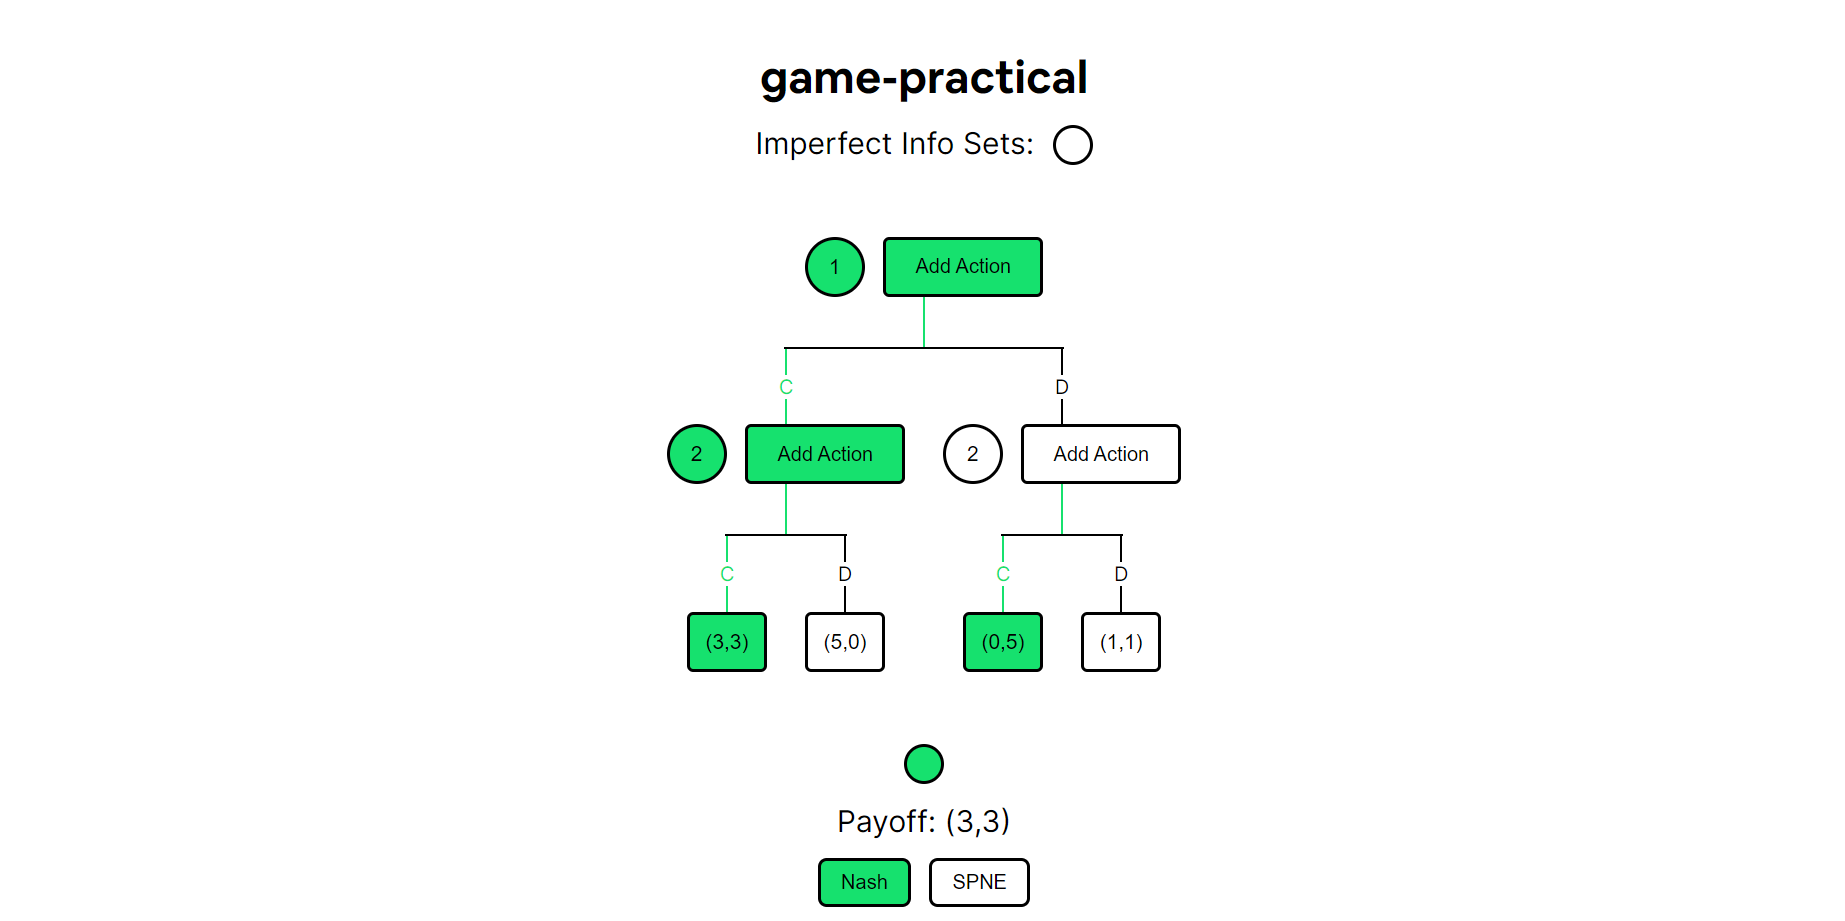 game-practical
Imperfect Info Sets:
1 Add Action
C D
2 Add Action 2 Add Action
C D C D
(3,3) (5,0) (0,5) (1,1)
Payoff: (3,3)
Nash SPNE